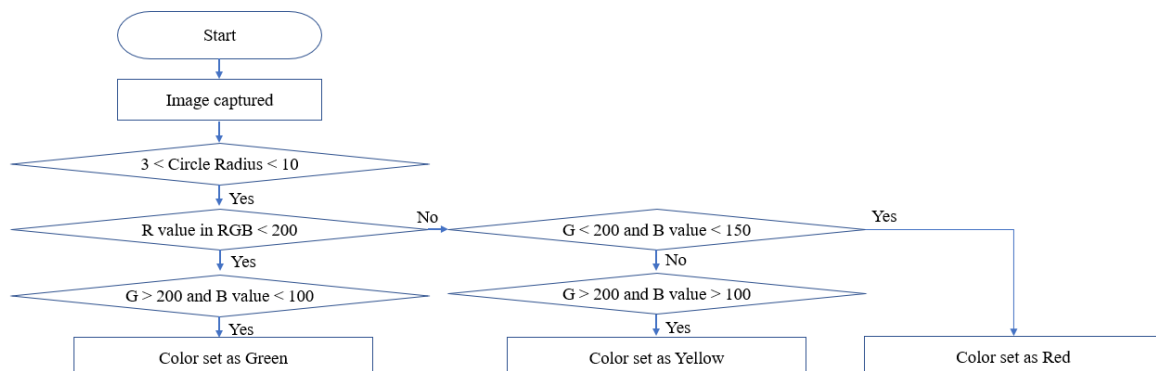 Start
Image captured
3 < Circle Radius < 10
Yes
R value in RGB < 200
No
G < 200 and B value < 150
Yes
Yes
No
G > 200 and B value < 100
G > 200 and B value > 100
Yes
Yes
Color set as Green
Color set as Yellow
Color set as Red